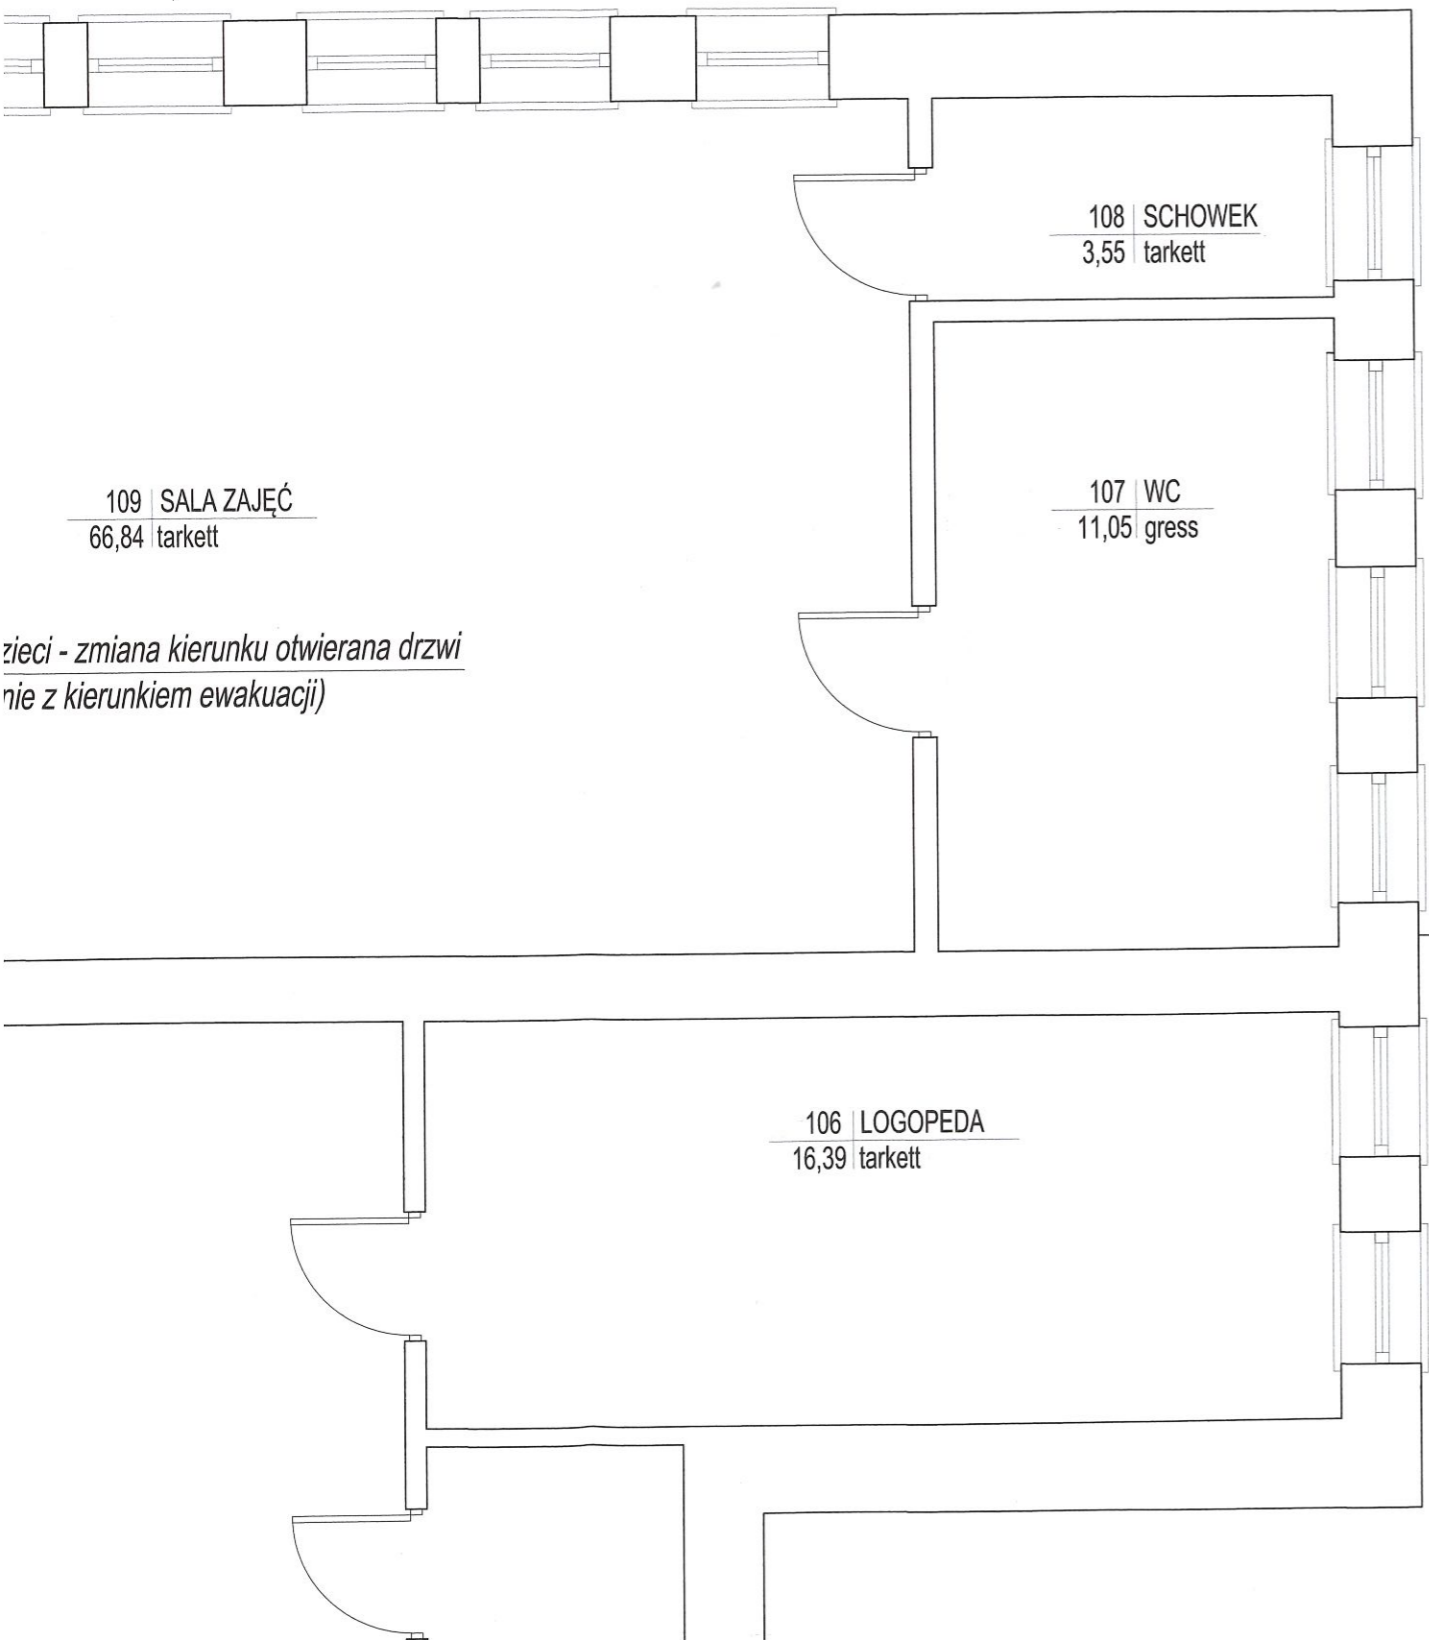 108 SCHOWEK
3,55 tarkett
109 SALA ZAJĘĆ
66,84 tarkett
107 WC
11,05 gress
zieci - zmiana kierunku otwierana drzwi
nie z kierunkiem ewakuacji)
106 LOGOPEDA
16,39 tarkett